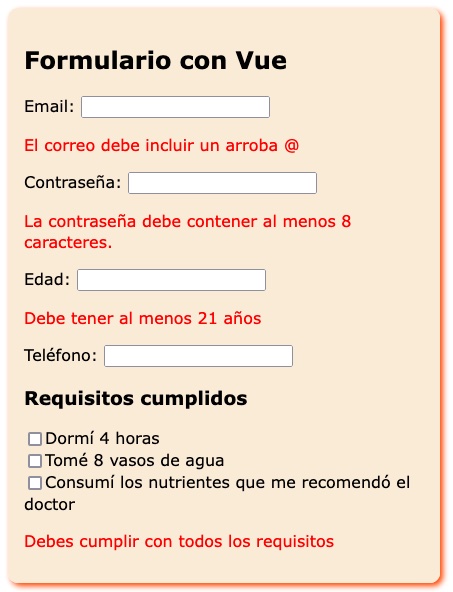 Formulario con Vue
Email:
El correo debe incluir un arroba @
Contraseña:
La contraseña debe contener al menos 8
caracteres.
Edad:
Debe tener al menos 21 años
Teléfono:
Requisitos cumplidos
Dormí 4 horas
Tomé 8 vasos de agua
Consumí los nutrientes que me recomendó el
doctor
Debes cumplir con todos los requisitos